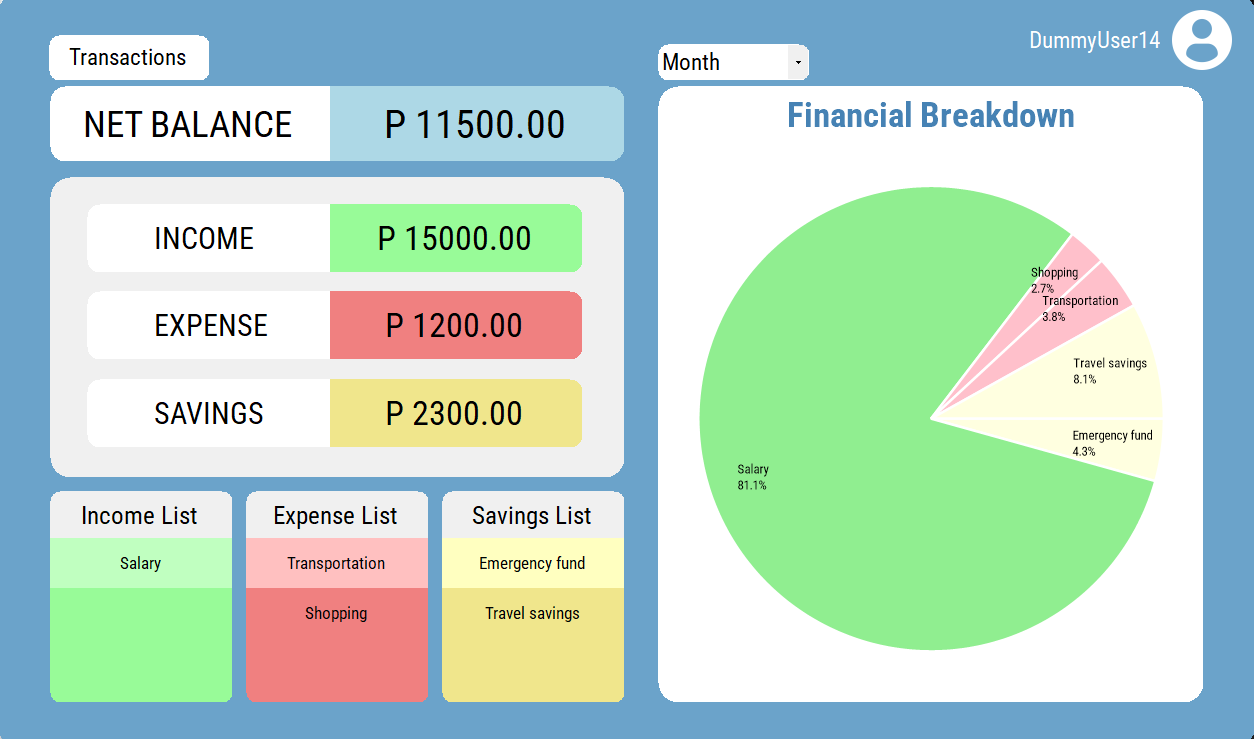 Transactions
Month
DummyUser14
NET BALANCE
P 11500.00
INCOME
P 15000.00
EXPENSE
P 1200.00
SAVINGS
P 2300.00
Income List
Salary
Expense List
Transportation
Shopping
Savings List
Emergency fund
Travel savings
Financial Breakdown
Shopping
2.7%
Transportation
3.8%
Travel savings
8.1%
Emergency fund
4.3%
Salary
81.1%